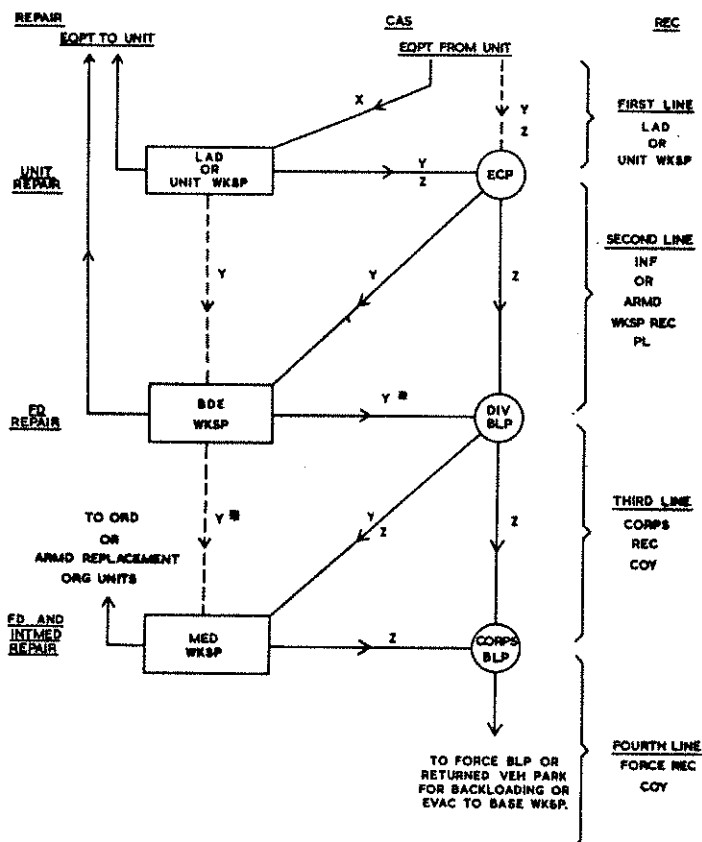 REPAIR
CAS
REC
EQPT TO UNIT
EQPT FROM UNIT
X
Y
Z
FIRST LINE
LAD
OR
UNIT WKSP
LAD
OR
UNIT WKSP
Y
Z
ECP
UNIT
REPAIR
SECOND LINE
INF
OR
ARMD
WKSP REC
PL
Y
Y
Z
FD
REPAIR
BDE
WKSP
Y *
DIV
BLP
TO ORD
OR
ARMD REPLACEMENT
ORG UNITS
Y *
Y
Z
Z
THIRD LINE
CORPS
REC
COY
FD AND
INTMED
REPAIR
MED
WKSP
Z
CORPS
BLP
TO FORCE BLP OR
RETURNED VEH PARK
FOR BACKLOADING OR
EVAC TO BASE WKSP.
FOURTH LINE
FORCE REC
COY